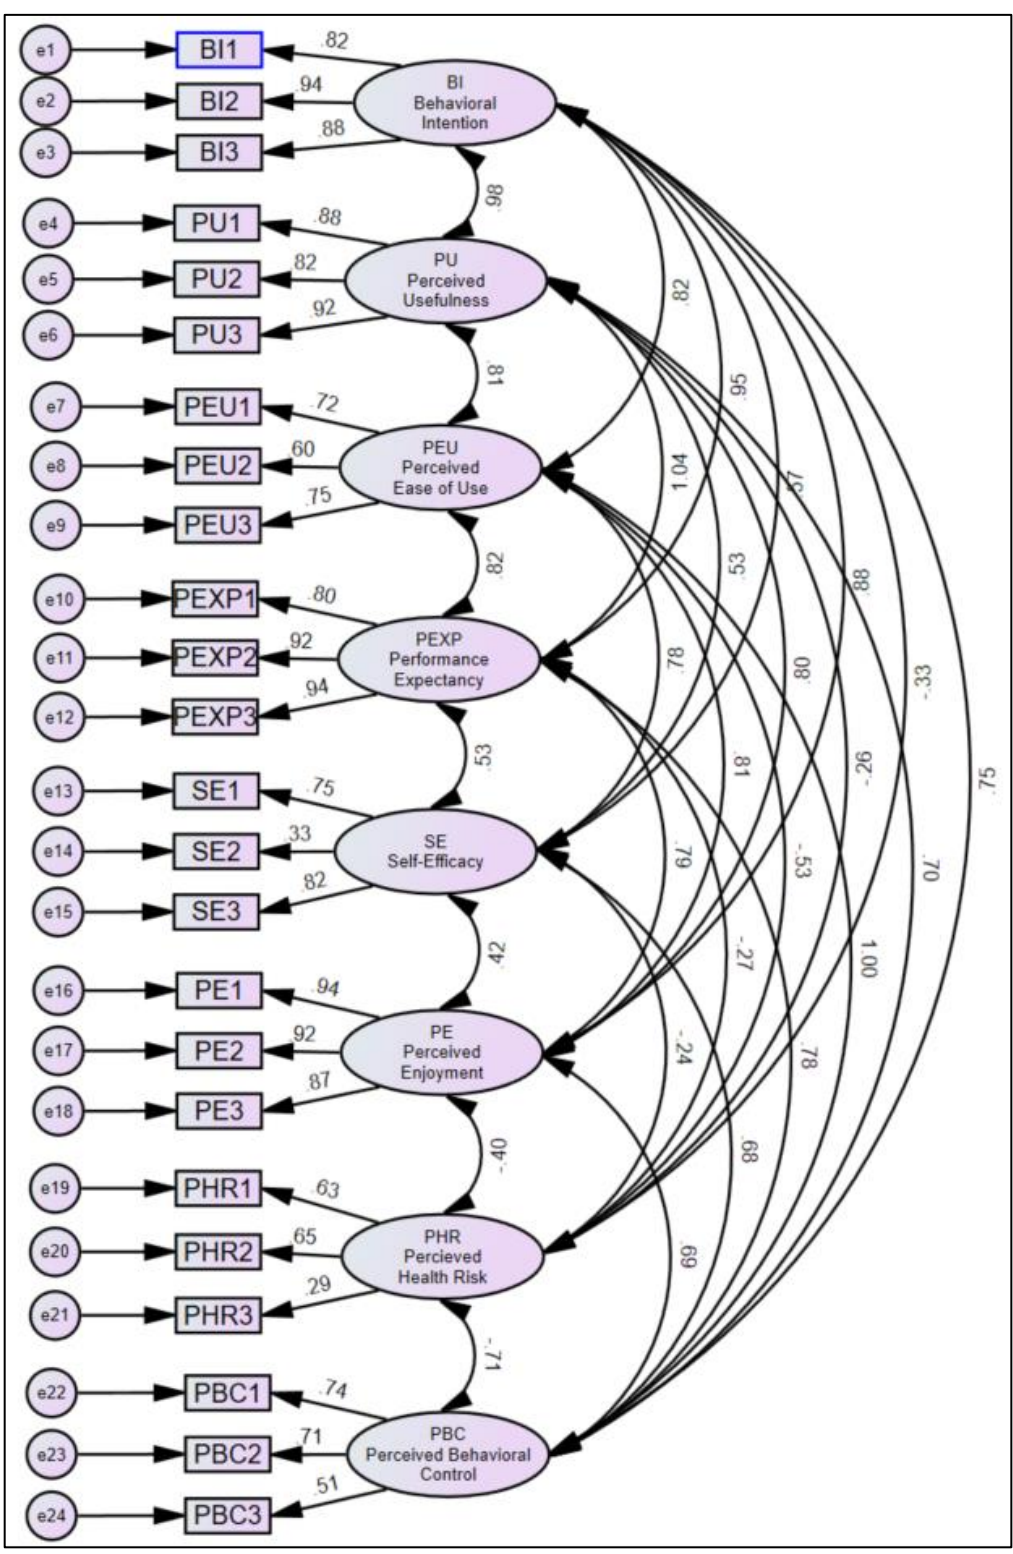 e1
BI1
.82
e2
BI2
.94
e3
BI3
.88
BI
Behavioral
Intention
.98
e4
PU1
.88
e5
PU2
.82
e6
PU3
.92
PU
Perceived
Usefulness
.81
e7
PEU1
.72
e8
PEU2
.60
e9
PEU3
.75
PEU
Perceived
Ease of Use
.82
e10
PEXP1
.80
e11
PEXP2
.92
e12
PEXP3
.94
PEXP
Performance
Expectancy
.53
e13
SE1
.75
e14
SE2
.33
e15
SE3
.82
SE
Self-Efficacy
.42
e16
PE1
.94
e17
PE2
.92
e18
PE3
.87
PE
Perceived
Enjoyment
-.40
e19
PHR1
.63
e20
PHR2
.65
e21
PHR3
.29
PHR
Percieved
Health Risk
-.71
e22
PBC1
.74
e23
PBC2
.71
e24
PBC3
.51
PBC
Perceived Behavioral
Control
.82
.95
.57
.88
-.33
.75
1.04
.53
.80
-.26
.70
.78
.81
-.53
1.00
.79
-.27
.78
-.24
.68
.69